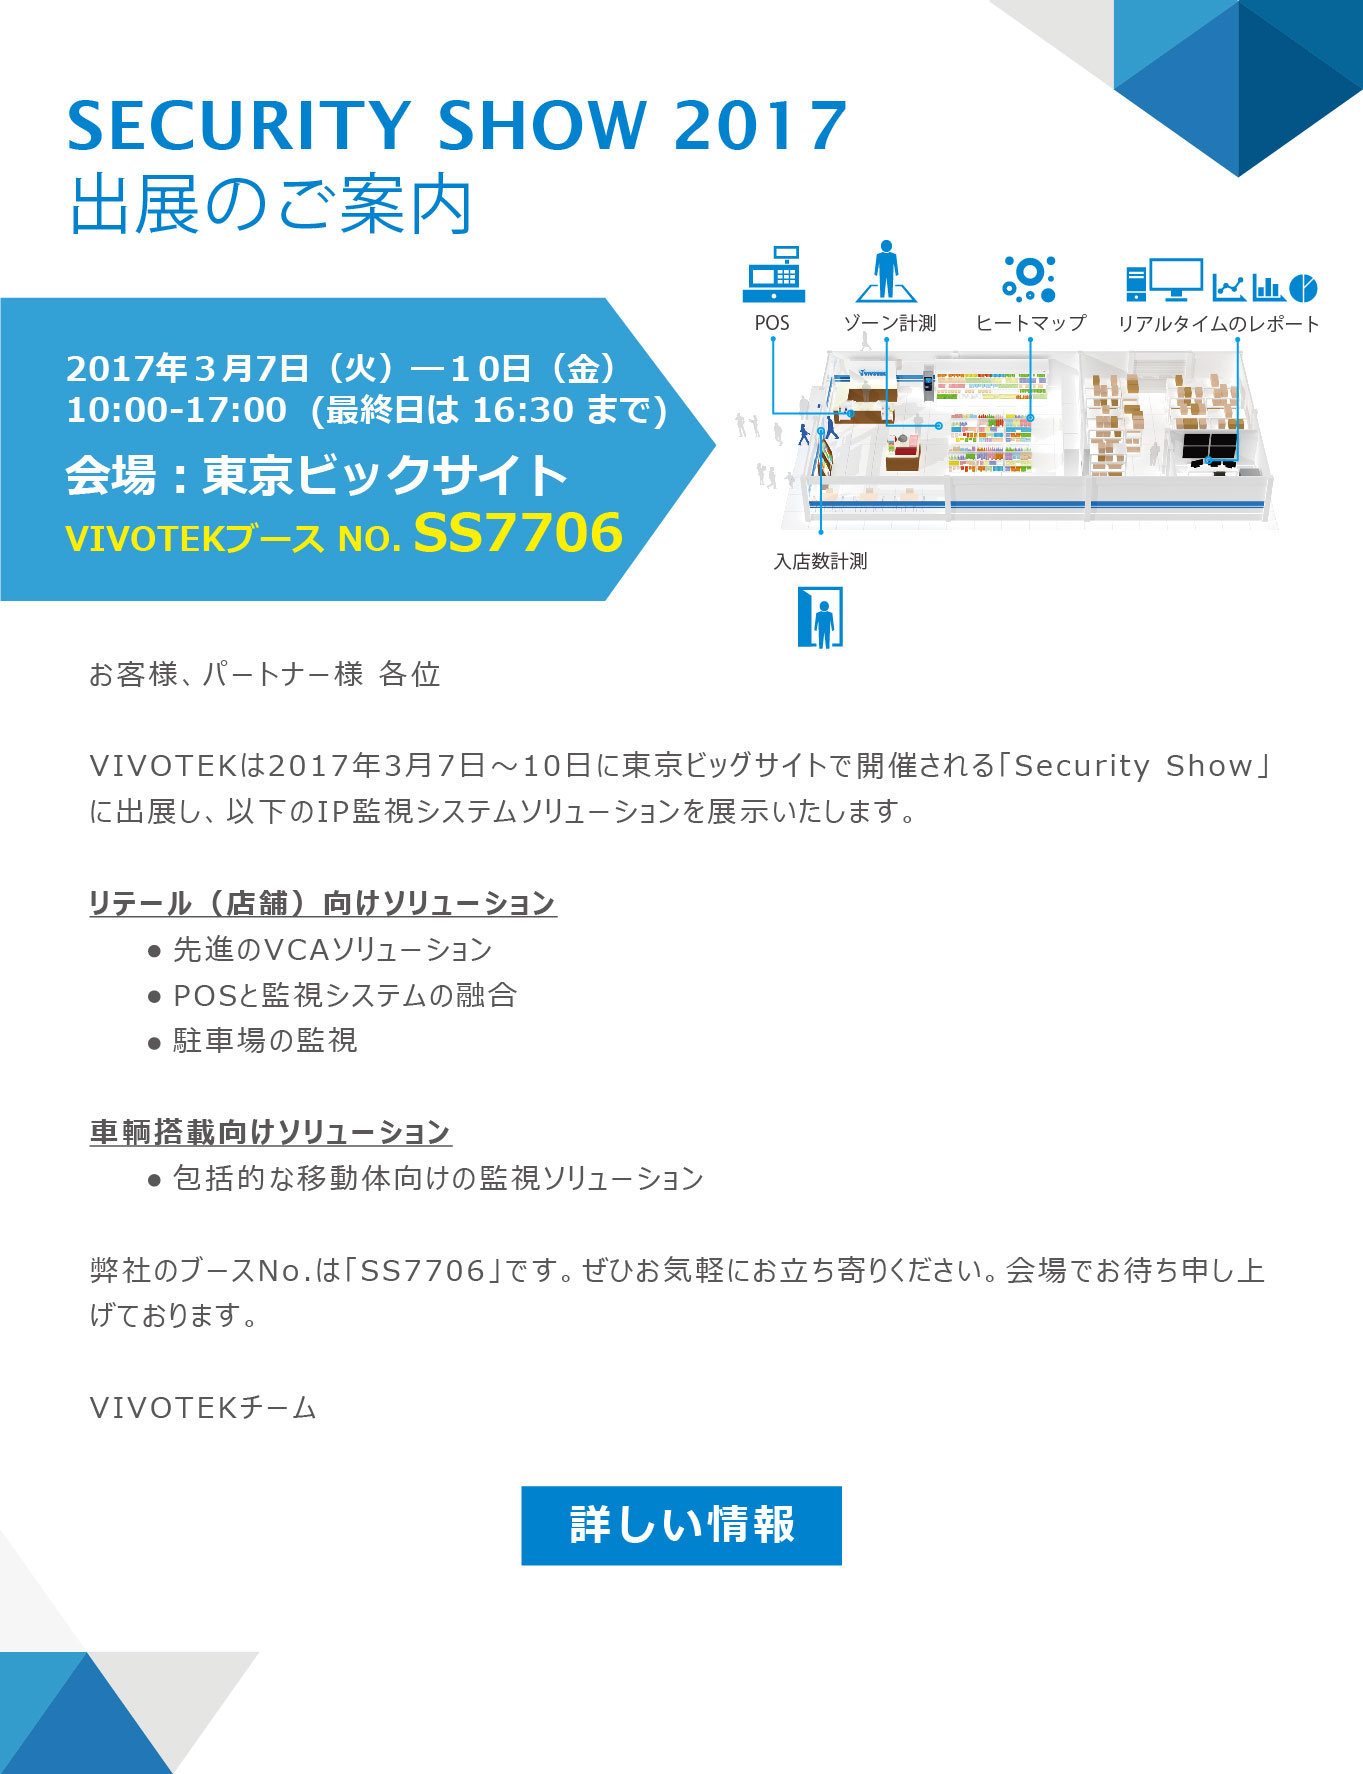 SECURITY SHOW 2017
出展のご案内
2017年３月7日（火）―１0日（金）
10:00-17:00 (最終日は 16:30 まで)
会場：東京ビックサイト
VIVOTEKブース NO. SS7706
POS
ゾーン計測
ヒートマップ
リアルタイムのレポート
VIVOTEK
入店数計測
お客様、パートナー様 各位
VIVOTEKは2017年3月7日～10日に東京ビッグサイトで開催される「Security Show」
に出展し、以下のIP監視システムソリューションを展示いたします。
リテール（店舗）向けソリューション
● 先進のVCAソリューション
● POSと監視システムの融合
● 駐車場の監視
車輌搭載向けソリューション
● 包括的な移動体向けの監視ソリューション
弊社のブースNo.は「SS7706」です。ぜひお気軽にお立ち寄りください。会場でお待ち申し上
げております。
VIVOTEKチーム
詳しい情報